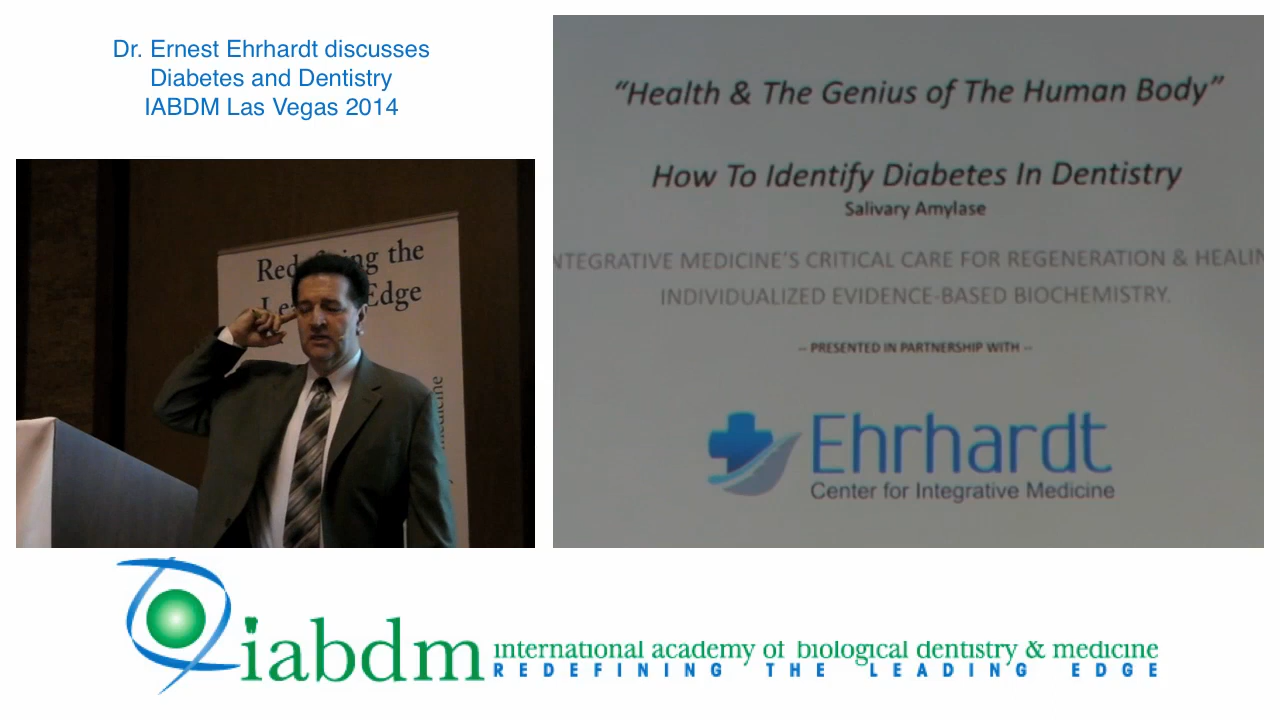 Dr. Ernest Ehrhardt discusses
Diabetes and Dentistry
IABDM Las Vegas 2014
Redefining the
Edge
“Health & The Genius of The Human Body”
How To Identify Diabetes In Dentistry
Salivary Amylase
NTEGRATIVE MEDICINE’S CRITICAL CARE FOR REGENERATION & HEALIN
INDIVIDUALIZED EVIDENCE-BASED BIOCHEMISTRY.
-- PRESENTED IN PARTNERSHIP WITH --
Ehrhardt
Center for Integrative Medicine
iabdm
international academy of biological dentistry & medicine
REDEFINING THE LEADING EDGE